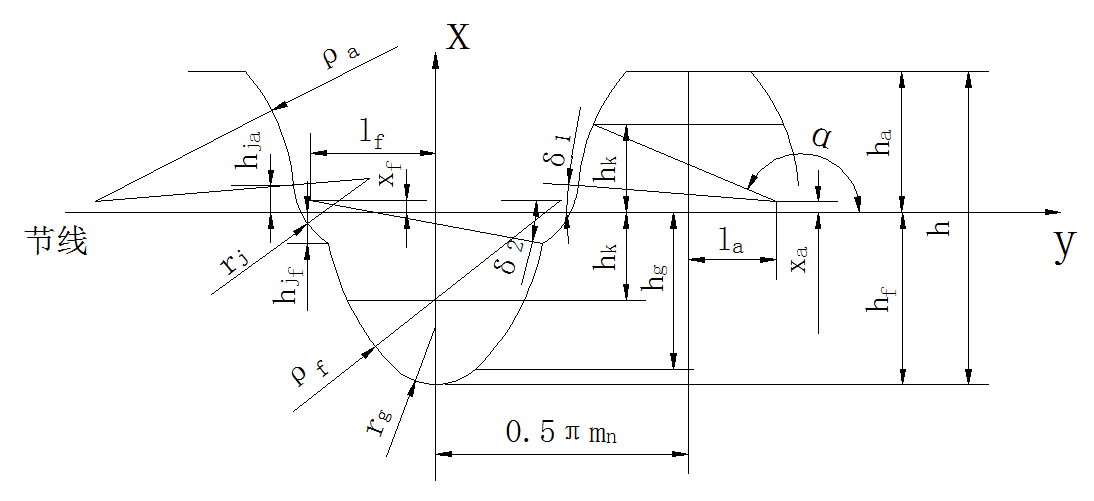 X
ρa
lf
hja
xf
δ1
hk
α
ha
节线
y
rj
hjf
δ2
hk
hg
la
xa
h
hf
ρf
rg
0.5πmn